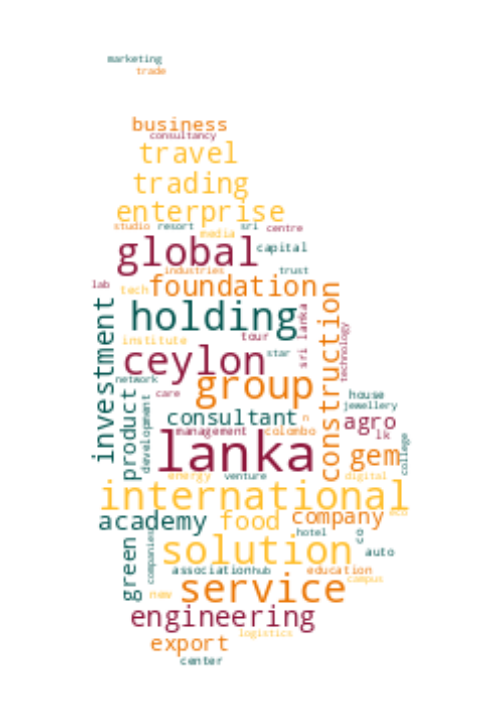 marketing
trade
business
consultancy
travel
trading
enterprise
studio resort sri centre
media
global capital
industries trust
lab tech foundation
holding
investment
construction
sri lanka
technology
institute tour
ceylon star
network group
care
product
development
house
jewellery
consultant n agro
management colombo lk
lanka gem
college
energy venture digital
international eco
academy food company
hotel co
solution auto
green
companies
association hub education
campus
new service
engineering
logistics
export
center